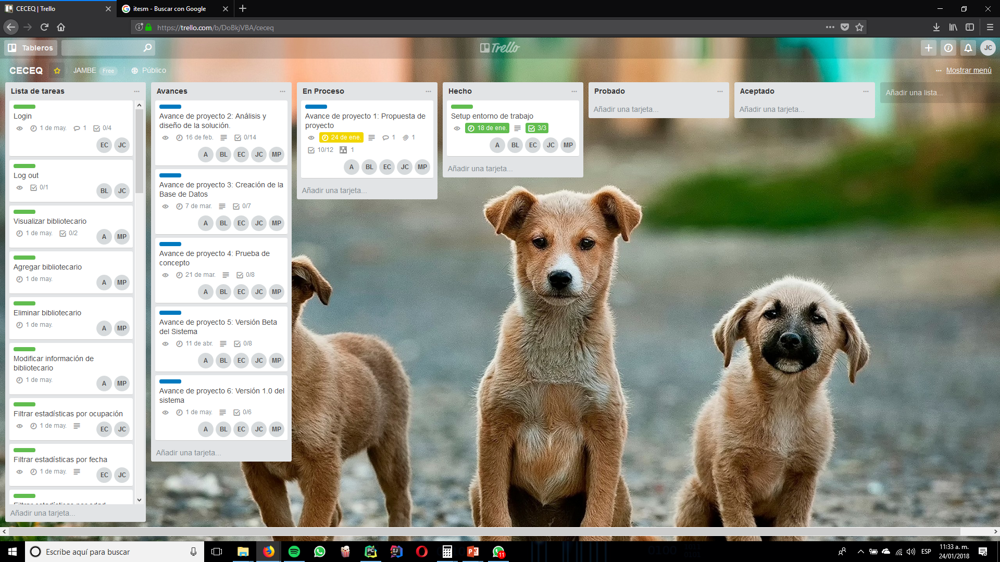 CECEQ | Trello
itesm - Buscar con Google
https://trello.com/b/DoBkjVBA/ceceq
Tableros
Trello
JC
CECEQ
JAMBE
Free
Público
Mostrar menú
Lista de tareas
Login
1 de may.
1
0/4
EC
JC
Log out
0/1
BL
JC
Visualizar bibliotecario
1 de may.
0/2
A
MP
Agregar bibliotecario
1 de may.
A
MP
Eliminar bibliotecario
1 de may.
A
MP
Modificar información de
bibliotecario
1 de may.
A
MP
Filtrar estadísticas por ocupación
1 de may.
EC
JC
Filtrar estadísticas por fecha
1 de may.
EC
JC
Añadir una tarjeta...
Avances
Avance de proyecto 2: Análisis y
diseño de la solución.
16 de feb.
0/14
A
BL
EC
JC
MP
Avance de proyecto 3: Creación de la
Base de Datos
7 de mar.
0/7
A
BL
EC
JC
MP
Avance de proyecto 4: Prueba de
concepto
21 de mar.
0/8
A
BL
EC
JC
MP
Avance de proyecto 5: Versión Beta
del Sistema
11 de abr.
0/8
A
BL
EC
JC
MP
Avance de proyecto 6: Versión 1.0 del
sistema
1 de may.
0/6
A
BL
EC
JC
MP
Añadir una tarjeta...
En Proceso
Avance de proyecto 1: Propuesta de
proyecto
24 de ene.
1
1
10/12
1
A
BL
EC
JC
MP
Añadir una tarjeta...
Hecho
Setup entorno de trabajo
18 de ene.
3/3
A
BL
EC
JC
MP
Añadir una tarjeta...
Probado
Añadir una tarjeta...
Aceptado
Añadir una tarjeta...
Añadir una lista...
Escribe aquí para buscar
PC
IJ
11
ESP
11:33 a. m.
24/01/2018